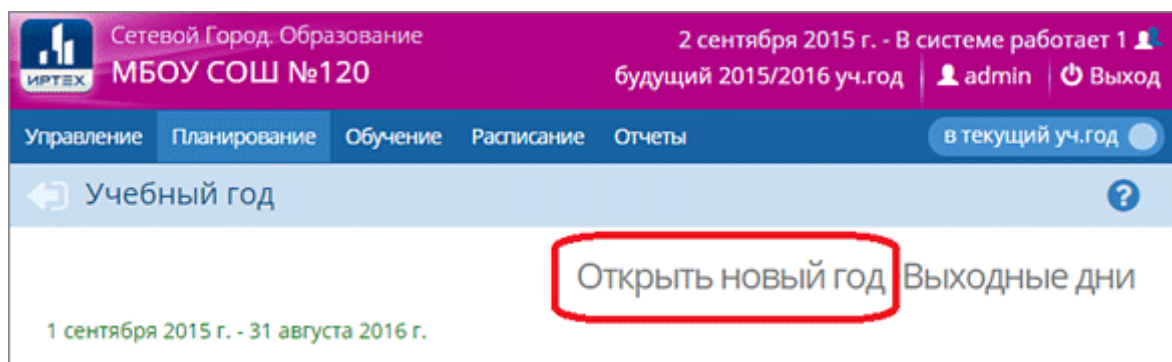 Сетевой Город. Образование
МБОУ СОШ №120
ИРТЕХ
2 сентября 2015 г. - В системе работает 1
будущий 2015/2016 уч.год admin Выход
Управление Планирование Обучение Расписание Отчеты в текущий уч.год
Учебный год ?
Открыть новый год Выходные дни
1 сентября 2015 г. - 31 августа 2016 г.